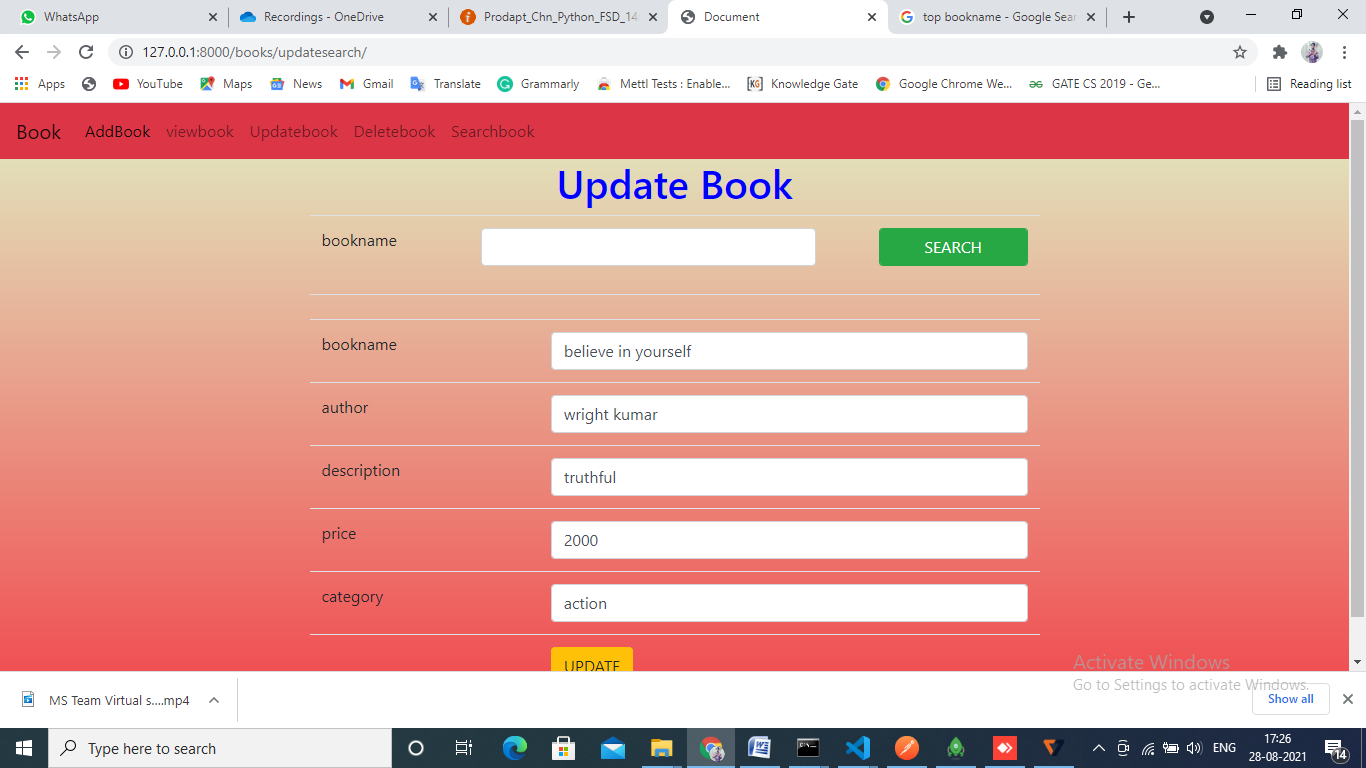 WhatsApp
Recordings - OneDrive
Prodapt_Chn_Python_FSD_14
Document
top bookname - Google Sear
127.0.0.1:8000/books/updatesearch/
Apps YouTube Maps News Gmail Translate Grammarly Mettl Tests : Enable... Knowledge Gate Google Chrome We... GATE CS 2019 - Ge... Reading list
Book AddBook viewbook Updatebook Deletebook Searchbook
Update Book
bookname SEARCH
bookname believe in yourself
author wright kumar
description truthful
price 2000
category action
UPDATE
Activate Windows
Go to Settings to activate Windows.
MS Team Virtual s....mp4 Show all
Type here to search
ENG
17:26
28-08-2021
14